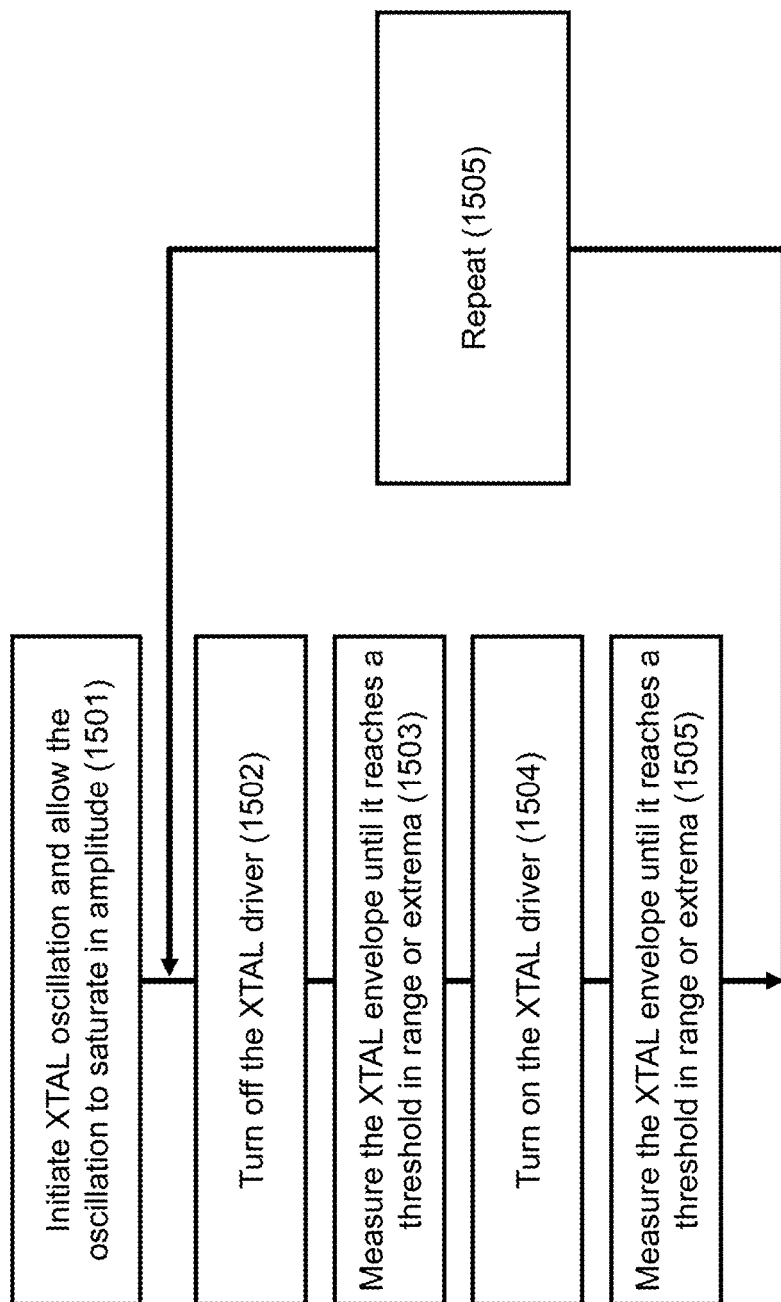 Initiate XTAL oscillation and allow the
oscillation to saturate in amplitude (1501)
Turn off the XTAL driver (1502)
Measure the XTAL envelope until it reaches a
threshold in range or extrema (1503)
Turn on the XTAL driver (1504)
Measure the XTAL envelope until it reaches a
threshold in range or extrema (1505)
Repeat (1505)